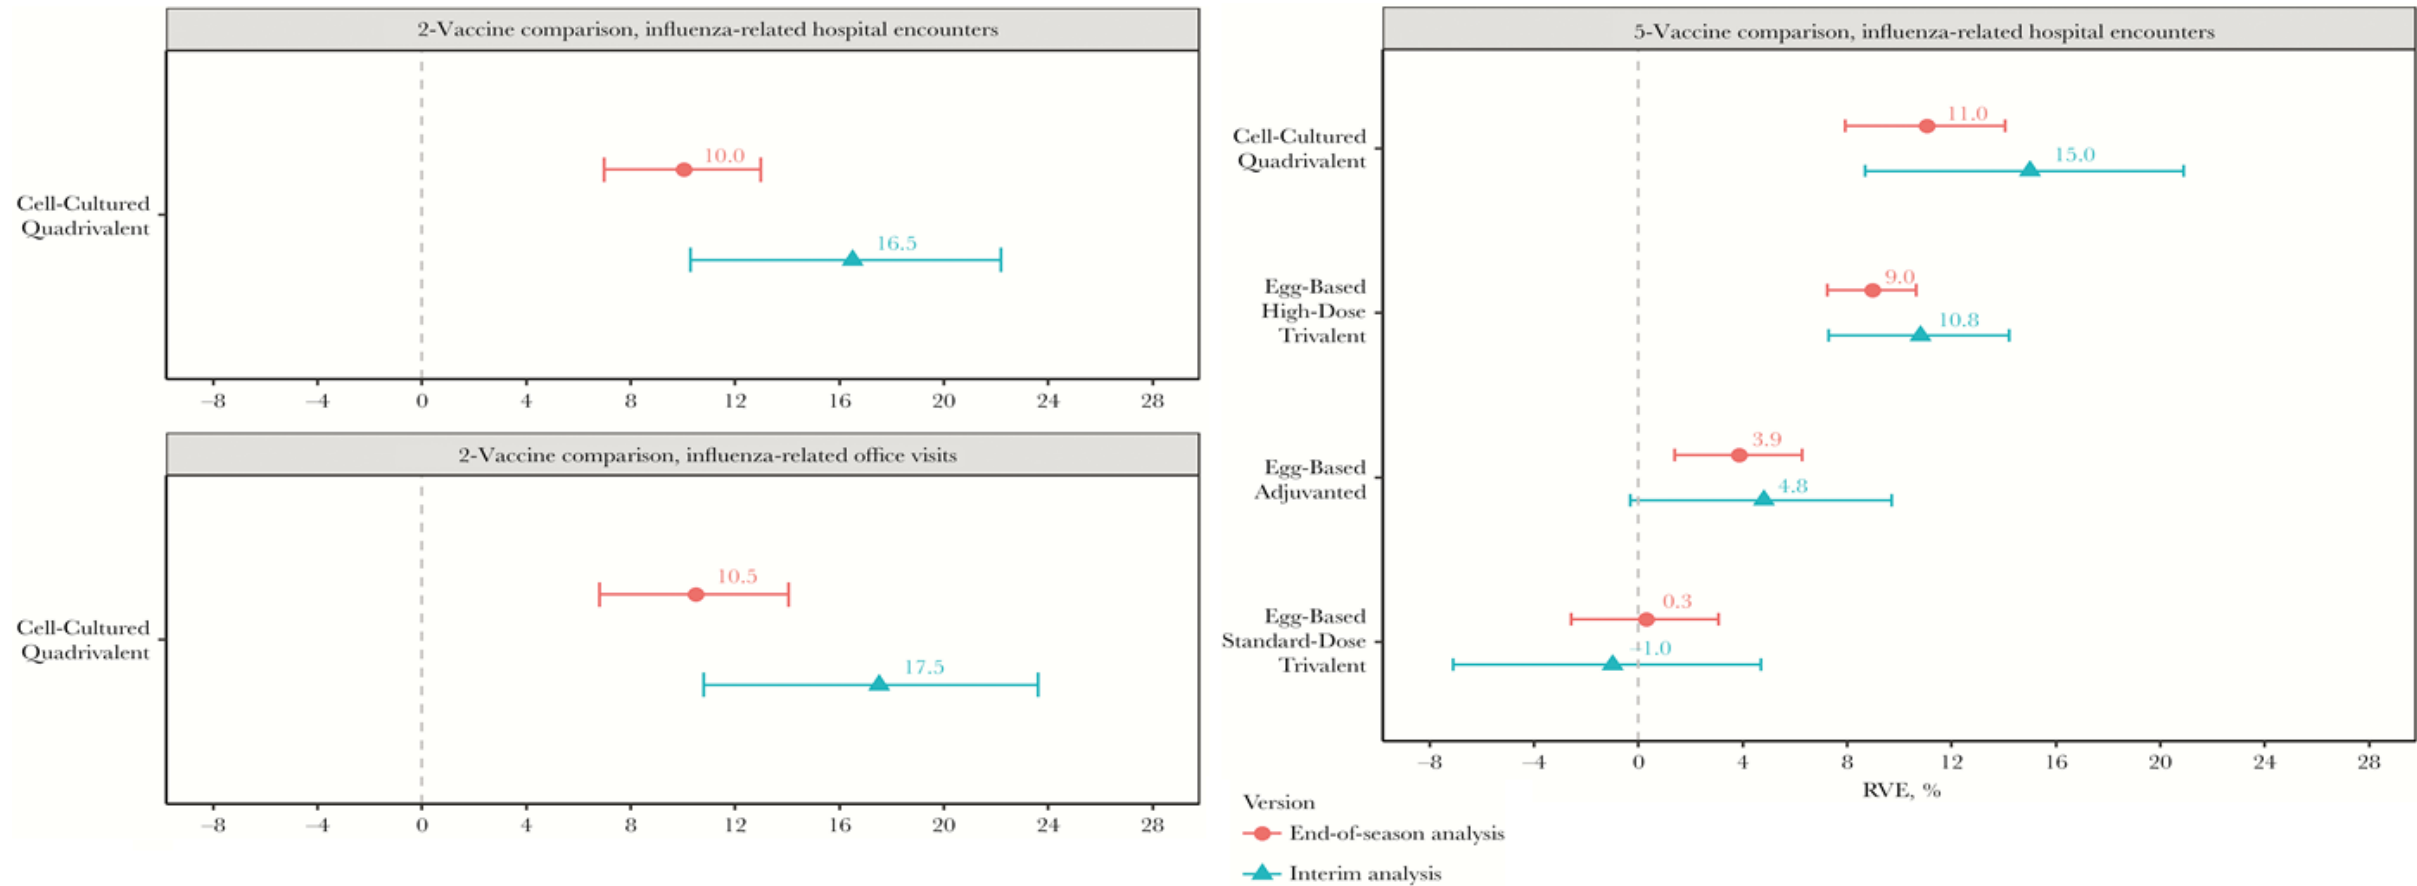 2-Vaccine comparison, influenza-related hospital encounters
10.0
Cell-Cultured
Quadrivalent
16.5
–8 –4 0 4 8 12 16 20 24 28
2-Vaccine comparison, influenza-related office visits
10.5
Cell-Cultured
Quadrivalent
17.5
–8 –4 0 4 8 12 16 20 24 28
5-Vaccine comparison, influenza-related hospital encounters
11.0
Cell-Cultured
Quadrivalent
15.0
9.0
Egg-Based
High-Dose
Trivalent
10.8
3.9
Egg-Based
Adjuvanted
4.8
0.3
Egg-Based
Standard-Dose
Trivalent
–1.0
–8 –4 0 4 8 12 16 20 24 28
RVE, %
Version
End-of-season analysis
Interim analysis